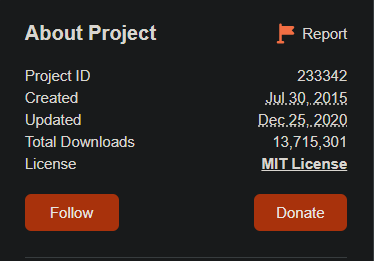 About Project
Report
Project ID 233342
Created Jul 30, 2015
Updated Dec 25, 2020
Total Downloads 13,715,301
License MIT License
Follow Donate